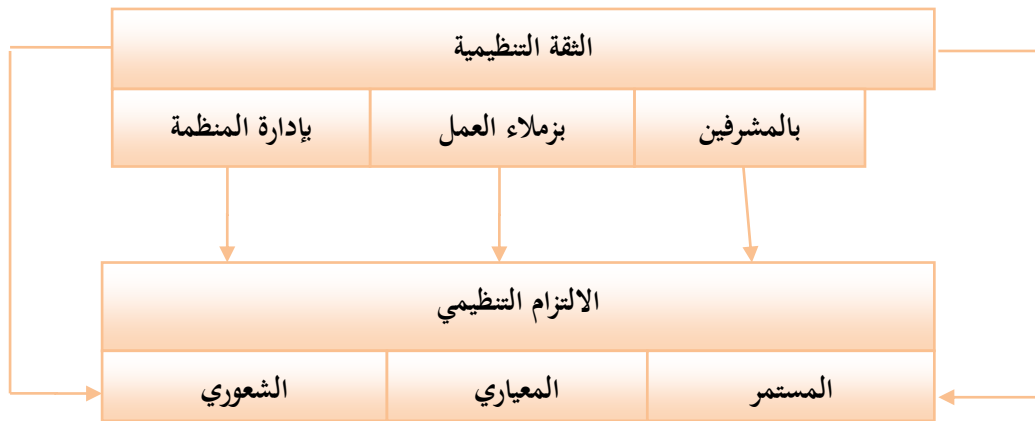 الثقة التنظيمية
بالمشرفين
بزملاء العمل
بإدارة المنظمة
الالتزام التنظيمي
المستمر
المعياري
الشعوري